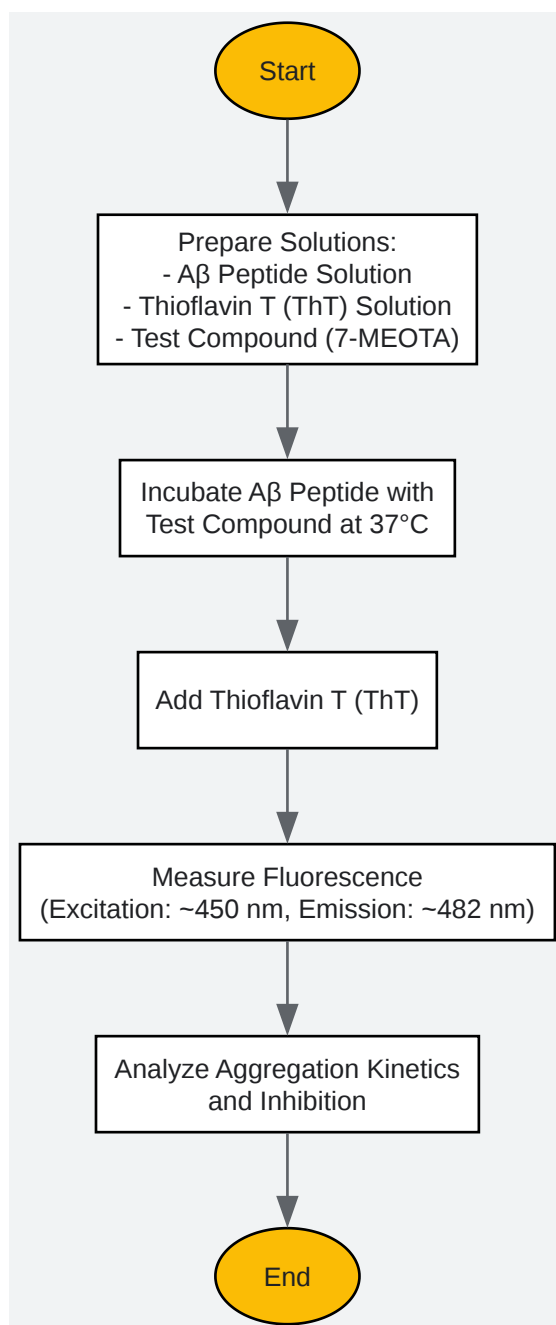 Start
Prepare Solutions:
- Aβ Peptide Solution
- Thioflavin T (ThT) Solution
- Test Compound (7-MEOTA)
Incubate Aβ Peptide with
Test Compound at 37°C
Add Thioflavin T (ThT)
Measure Fluorescence
(Excitation: ~450 nm, Emission: ~482 nm)
Analyze Aggregation Kinetics
and Inhibition
End